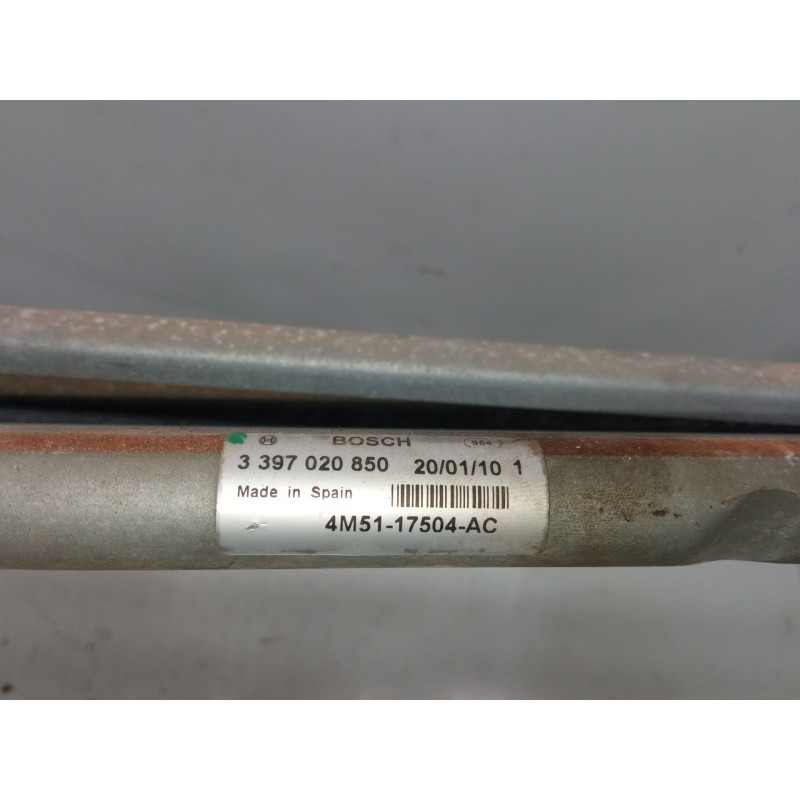 BOSCH
3 397 020 850 20/01/10 1
Made in Spain
4M51-17504-AC